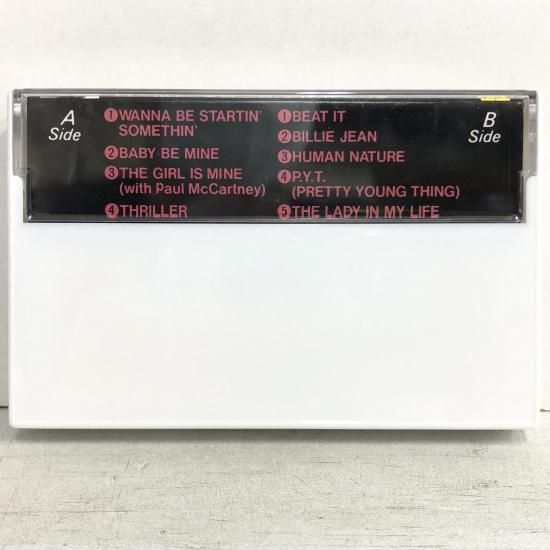 A
Side
❶WANNA BE STARTIN'
SOMETHIN'
❷BABY BE MINE
❸THE GIRL IS MINE
(with Paul McCartney)
❹THRILLER
❶BEAT IT
❷BILLIE JEAN
❸HUMAN NATURE
❹P.Y.T.
(PRETTY YOUNG THING)
❺THE LADY IN MY LIFE
B
Side